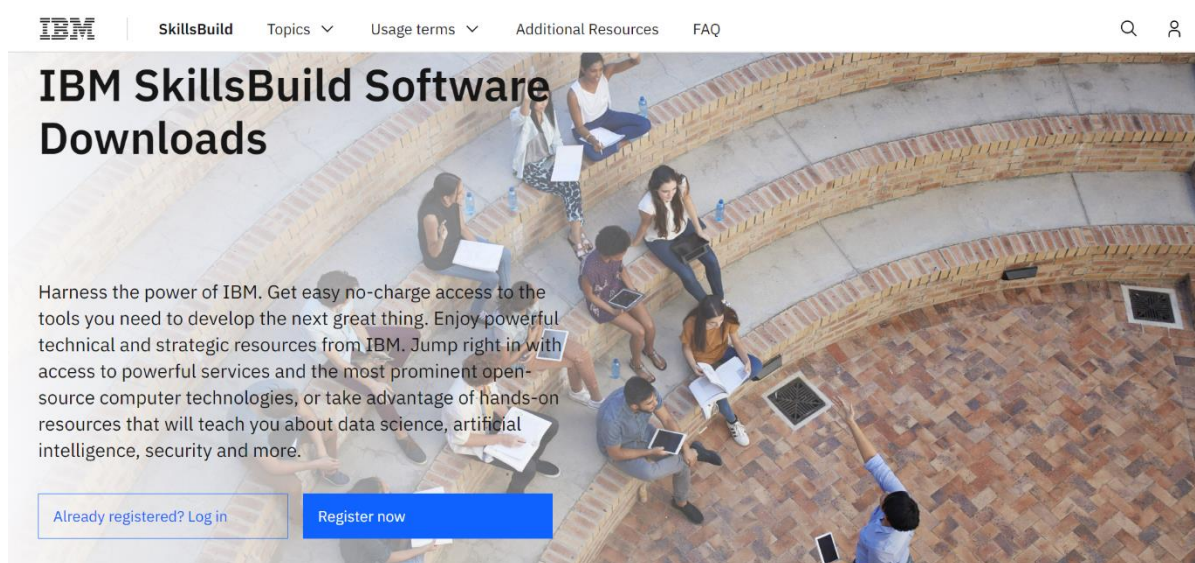 IBM SkillsBuild Topics Usage terms Additional Resources FAQ
IBM SkillsBuild Software
Downloads
Harness the power of IBM. Get easy no-charge access to the
tools you need to develop the next great thing. Enjoy powerful
technical and strategic resources from IBM. Jump right in with
access to powerful services and the most prominent open-
source computer technologies, or take advantage of hands-on
resources that will teach you about data science, artificial
intelligence, security and more.
Already registered? Log in Register now